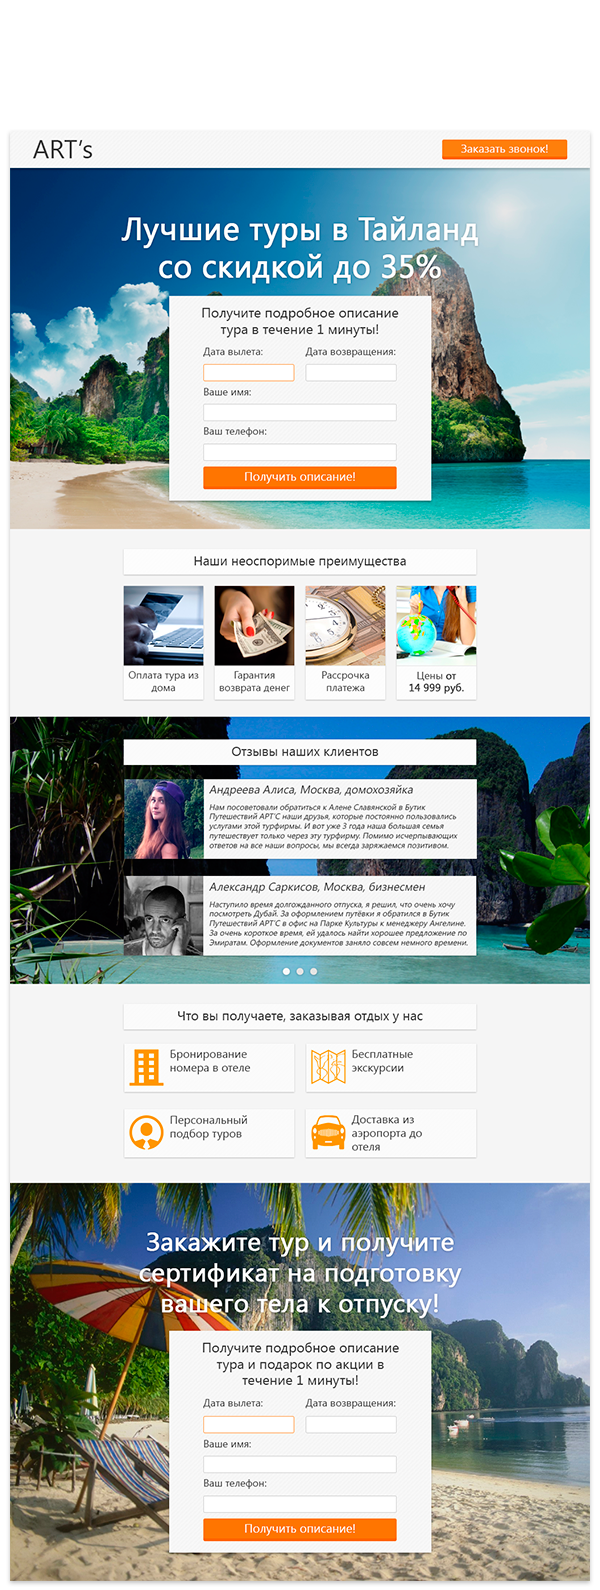 ART’s
Заказать звонок!
Лучшие туры в Тайланд
со скидкой до 35%
Получите подробное описание
тура в течение 1 минуты!
Дата вылета:
Дата возвращения:
Ваше имя:
Ваш телефон:
Получить описание!
Наши неоспоримые преимущества
Оплата тура из
дома
Гарантия
возврата денег
Рассрочка
платежа
Цены от
14 999 руб.
Отзывы наших клиентов
Андреева Алиса, Москва, домохозяйка
Нам посоветовали обратиться к Алене Славянской в Бутик
Путешествий АРТ’С наши друзья, которые постоянно пользовались
услугами этой турфирмы. И вот уже 3 года наша большая семья
путешествует только через эту турфирму. Помимо исчерпывающих
ответов на все наши вопросы, мы всегда заряжаемся позитивом.
Александр Саркисов, Москва, бизнесмен
Наступило время долгожданного отпуска, я решил, что очень хочу
посмотреть Дубай. За оформлением путёвки я обратился в Бутик
Путешествий АРТ’С в офис на Парке Культуры к менеджеру Ангелине.
За очень короткое время, ей удалось найти хорошее предложение по
Эмиратам. Оформление документов заняло совсем немного времени.
Что вы получаете, заказывая отдых у нас
Бронирование
номера в отеле
Бесплатные
экскурсии
Персональный
подбор туров
Доставка из
аэропорта до
отеля
Закажите тур и получите
сертификат на подготовку
вашего тела к отпуску!
Получите подробное описание
тура и подарок по акции в
течение 1 минуты!
Дата вылета:
Дата возвращения:
Ваше имя:
Ваш телефон:
Получить описание!